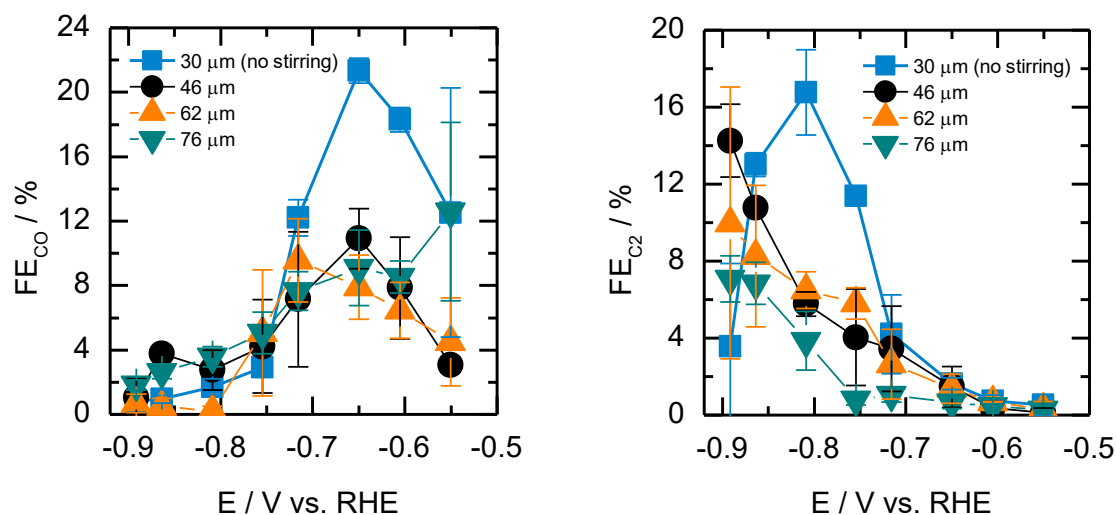 24
20
16
12
8
4
0
FE_CO / %
30 μm (no stirring)
46 μm
62 μm
76 μm
-0.9 -0.8 -0.7 -0.6 -0.5
E / V vs. RHE
20
16
12
8
4
0
FE_C2 / %
30 μm (no stirring)
46 μm
62 μm
76 μm
-0.9 -0.8 -0.7 -0.6 -0.5
E / V vs. RHE